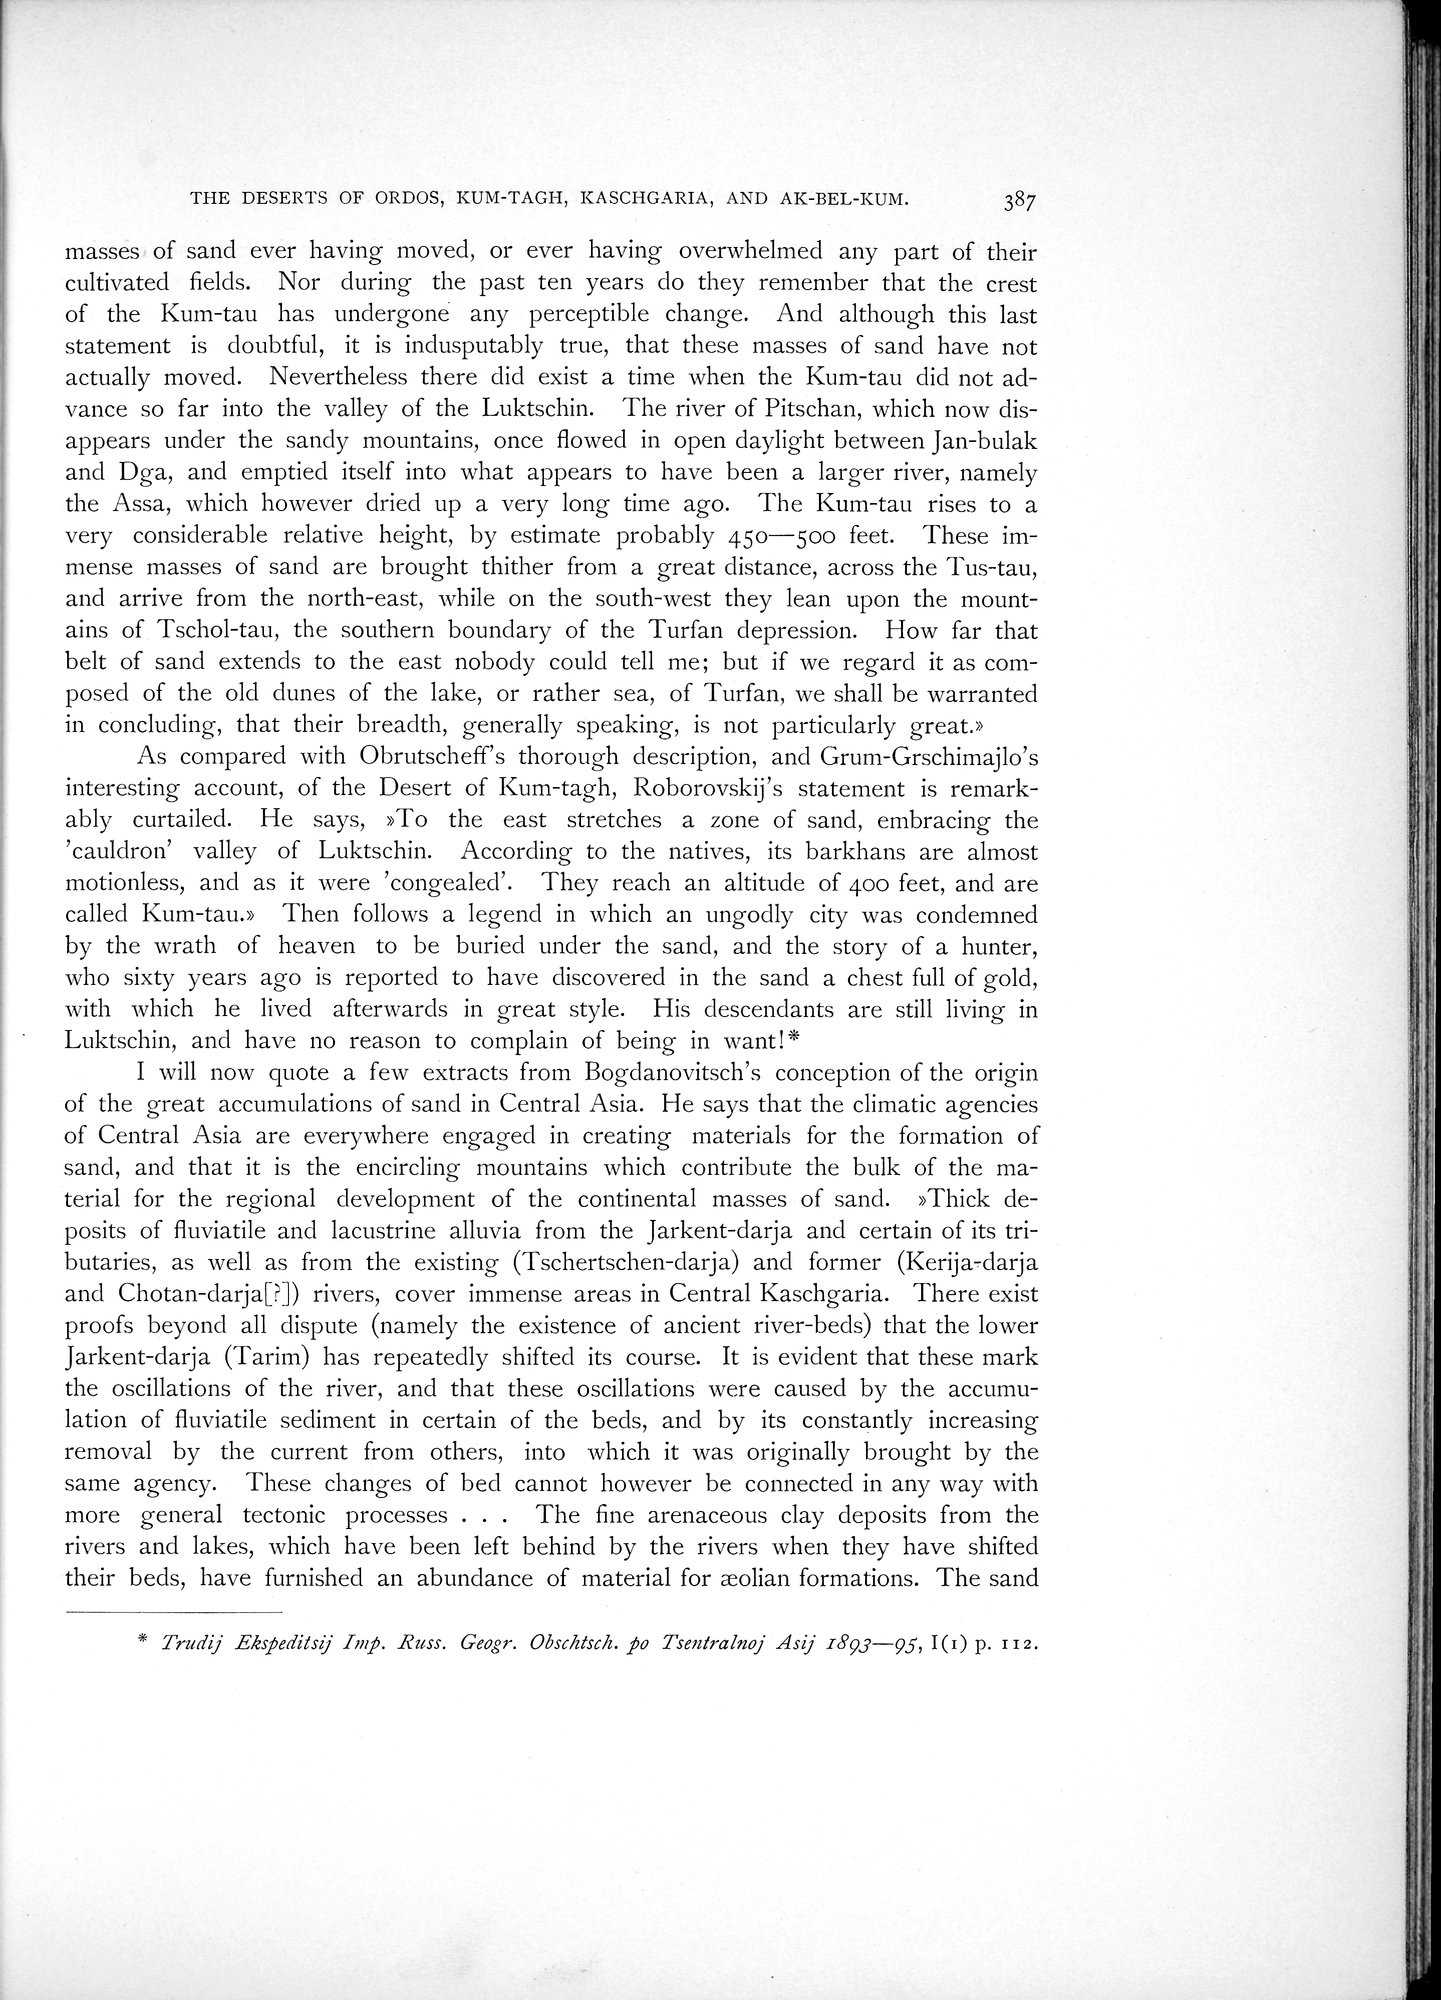 THE DESERTS OF ORDOS, KUM-TAGH, KASCHGARIA, AND AK-BEL-KUM. 387
masses of sand ever having moved, or ever having overwhelmed any part of their
cultivated fields. Nor during the past ten years do they remember that the crest
of the Kum-tau has undergone any perceptible change. And although this last
statement is doubtful, it is indusputably true, that these masses of sand have not
actually moved. Nevertheless there did exist a time when the Kum-tau did not ad-
vance so far into the valley of the Luktschin. The river of Pitschan, which now dis-
appears under the sandy mountains, once flowed in open daylight between Jan-bulak
and Dga, and emptied itself into what appears to have been a larger river, namely
the Assa, which however dried up a very long time ago. The Kum-tau rises to a
very considerable relative height, by estimate probably 450—500 feet. These im-
mense masses of sand are brought thither from a great distance, across the Tus-tau,
and arrive from the north-east, while on the south-west they lean upon the mount-
ains of Tschol-tau, the southern boundary of the Turfan depression. How far that
belt of sand extends to the east nobody could tell me; but if we regard it as com-
posed of the old dunes of the lake, or rather sea, of Turfan, we shall be warranted
in concluding, that their breadth, generally speaking, is not particularly great.»
As compared with Obrutscheff's thorough description, and Grum-Grschimajlo's
interesting account, of the Desert of Kum-tagh, Roborovskij's statement is remark-
ably curtailed. He says, »To the east stretches a zone of sand, embracing the
'cauldron' valley of Luktschin. According to the natives, its barkhans are almost
motionless, and as it were 'congealed'. They reach an altitude of 400 feet, and are
called Kum-tau.» Then follows a legend in which an ungodly city was condemned
by the wrath of heaven to be buried under the sand, and the story of a hunter,
who sixty years ago is reported to have discovered in the sand a chest full of gold,
with which he lived afterwards in great style. His descendants are still living in
Luktschin, and have no reason to complain of being in want!*
I will now quote a few extracts from Bogdanovitsch's conception of the origin
of the great accumulations of sand in Central Asia. He says that the climatic agencies
of Central Asia are everywhere engaged in creating materials for the formation of
sand, and that it is the encircling mountains which contribute the bulk of the ma-
terial for the regional development of the continental masses of sand. »Thick de-
posits of fluviatile and lacustrine alluvia from the Jarkent-darja and certain of its tri-
butaries, as well as from the existing (Tschertschen-darja) and former (Kerija-darja
and Chotan-darja[?]) rivers, cover immense areas in Central Kaschgaria. There exist
proofs beyond all dispute (namely the existence of ancient river-beds) that the lower
Jarkent-darja (Tarim) has repeatedly shifted its course. It is evident that these mark
the oscillations of the river, and that these oscillations were caused by the accumu-
lation of fluviatile sediment in certain of the beds, and by its constantly increasing
removal by the current from others, into which it was originally brought by the
same agency. These changes of bed cannot however be connected in any way with
more general tectonic processes . . . The fine arenaceous clay deposits from the
rivers and lakes, which have been left behind by the rivers when they have shifted
their beds, have furnished an abundance of material for æolian formations. The sand
* Trudij Ekspeditsij Imp. Russ. Geogr. Obschtsch. po Tsentralnoj Asij 1893—95, I(1) p. 112.